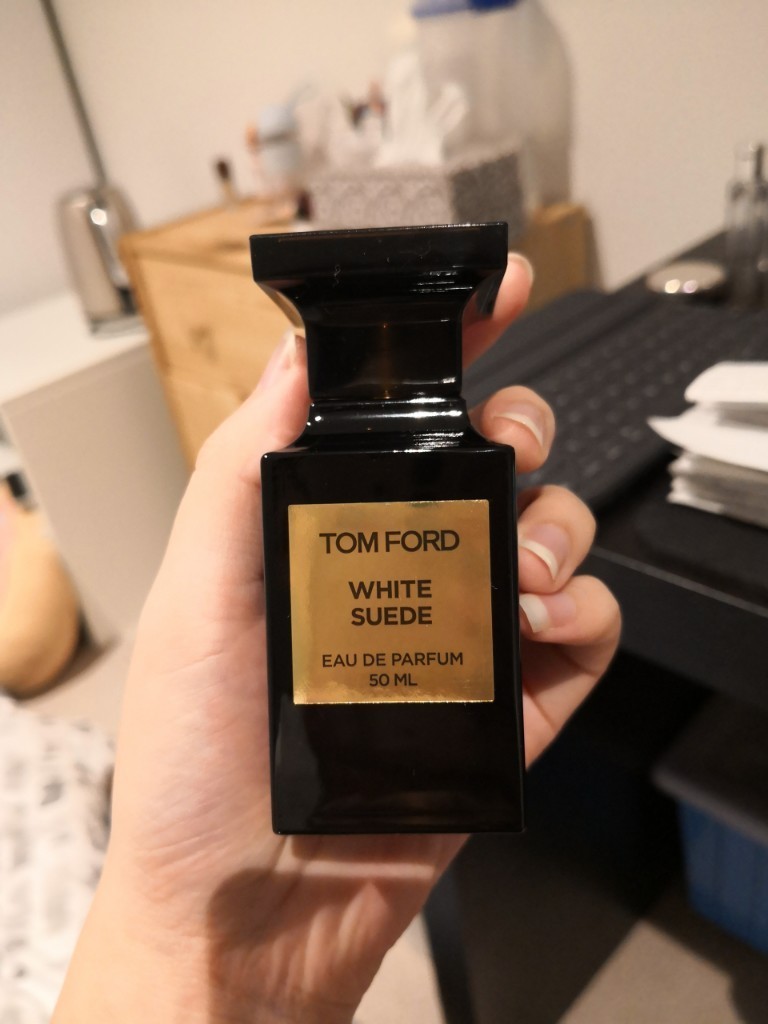 TOM FORD
WHITE
SUEDE
EAU DE PARFUM
50 ML